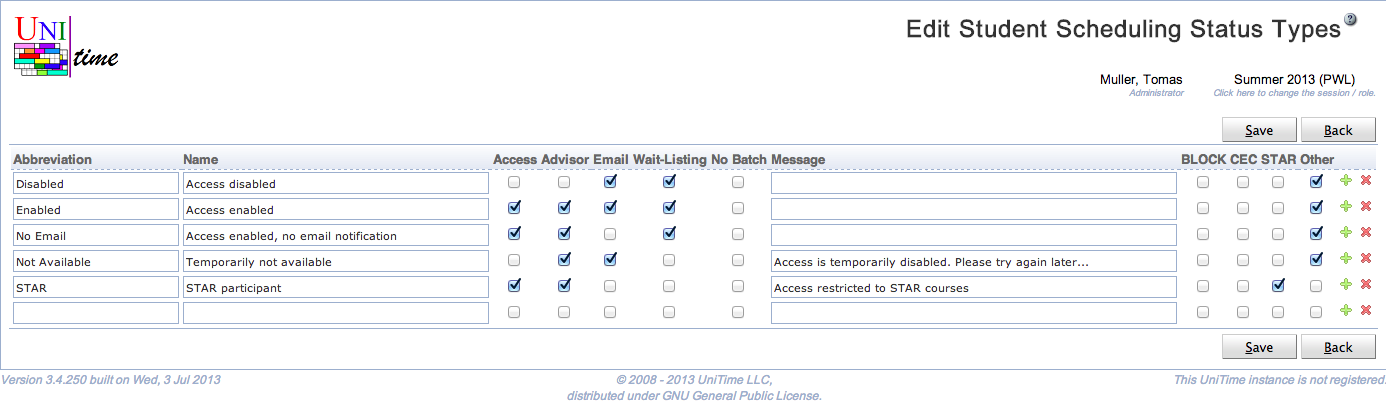 UNI time
Edit Student Scheduling Status Types ?
Muller, Tomas
Administrator
Summer 2013 (PWL)
Click here to change the session / role.
Save Back
Abbreviation Name Access Advisor Email Wait-Listing No Batch Message BLOCK CEC STAR Other
Disabled Access disabled
Enabled Access enabled
No Email Access enabled, no email notification
Not Available Temporarily not available Access is temporarily disabled. Please try again later...
STAR STAR participant Access restricted to STAR courses
Save Back
Version 3.4.250 built on Wed, 3 Jul 2013
© 2008 - 2013 UniTime LLC,
distributed under GNU General Public License.
This UniTime instance is not registered.